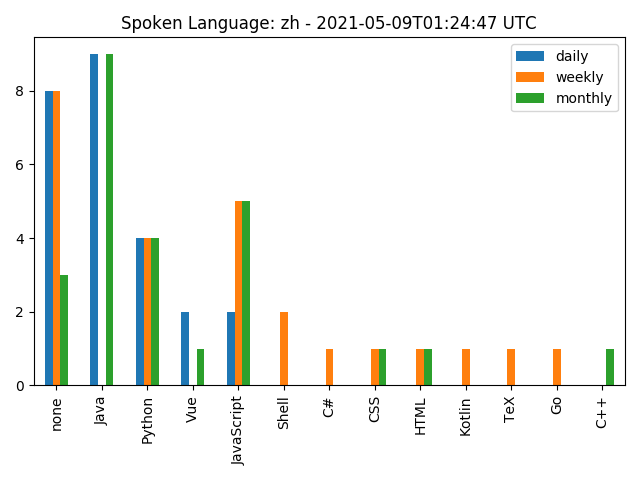 Spoken Language: zh - 2021-05-09T01:24:47 UTC
daily
weekly
monthly
8
6
4
2
0
none
Java
Python
Vue
JavaScript
Shell
C#
CSS
HTML
Kotlin
TeX
Go
C++